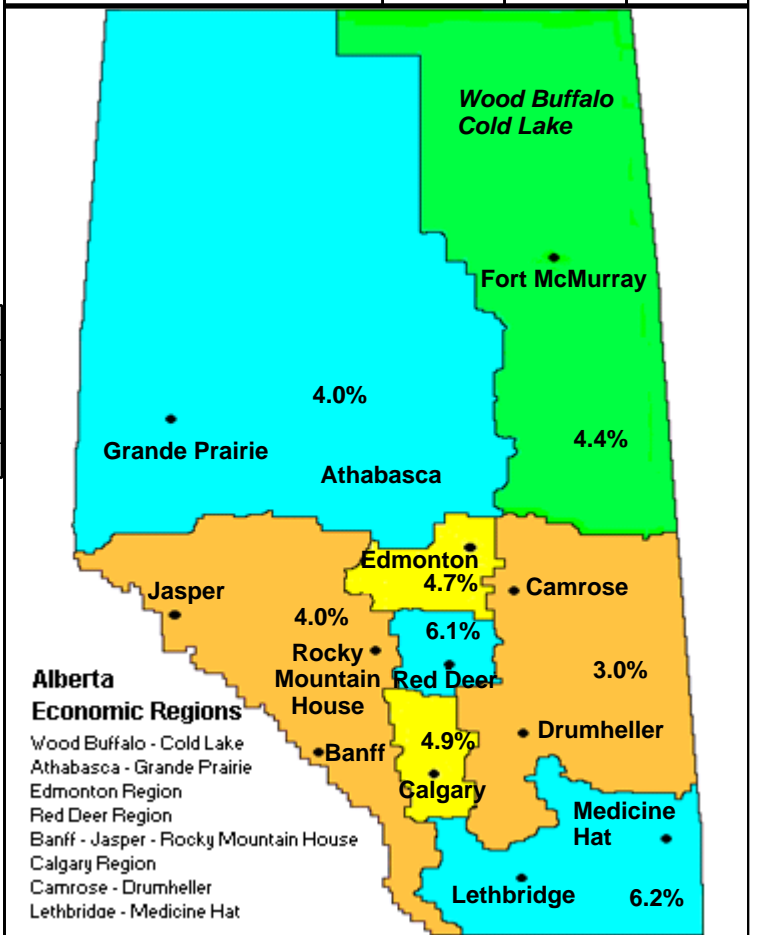 Wood Buffalo
Cold Lake
Fort McMurray
4.0%
4.4%
Grande Prairie
Athabasca
Edmonton
4.7%
Jasper
Camrose
4.0%
6.1%
Rocky
Mountain
House
Red Deer
3.0%
Alberta
Economic Regions
Wood Buffalo - Cold Lake
Athabasca - Grande Prairie
Edmonton Region
Red Deer Region
Banff - Jasper - Rocky Mountain House
Calgary Region
Camrose - Drumheller
Lethbridge - Medicine Hat
4.9%
Drumheller
Banff
Calgary
Medicine
Hat
Lethbridge
6.2%